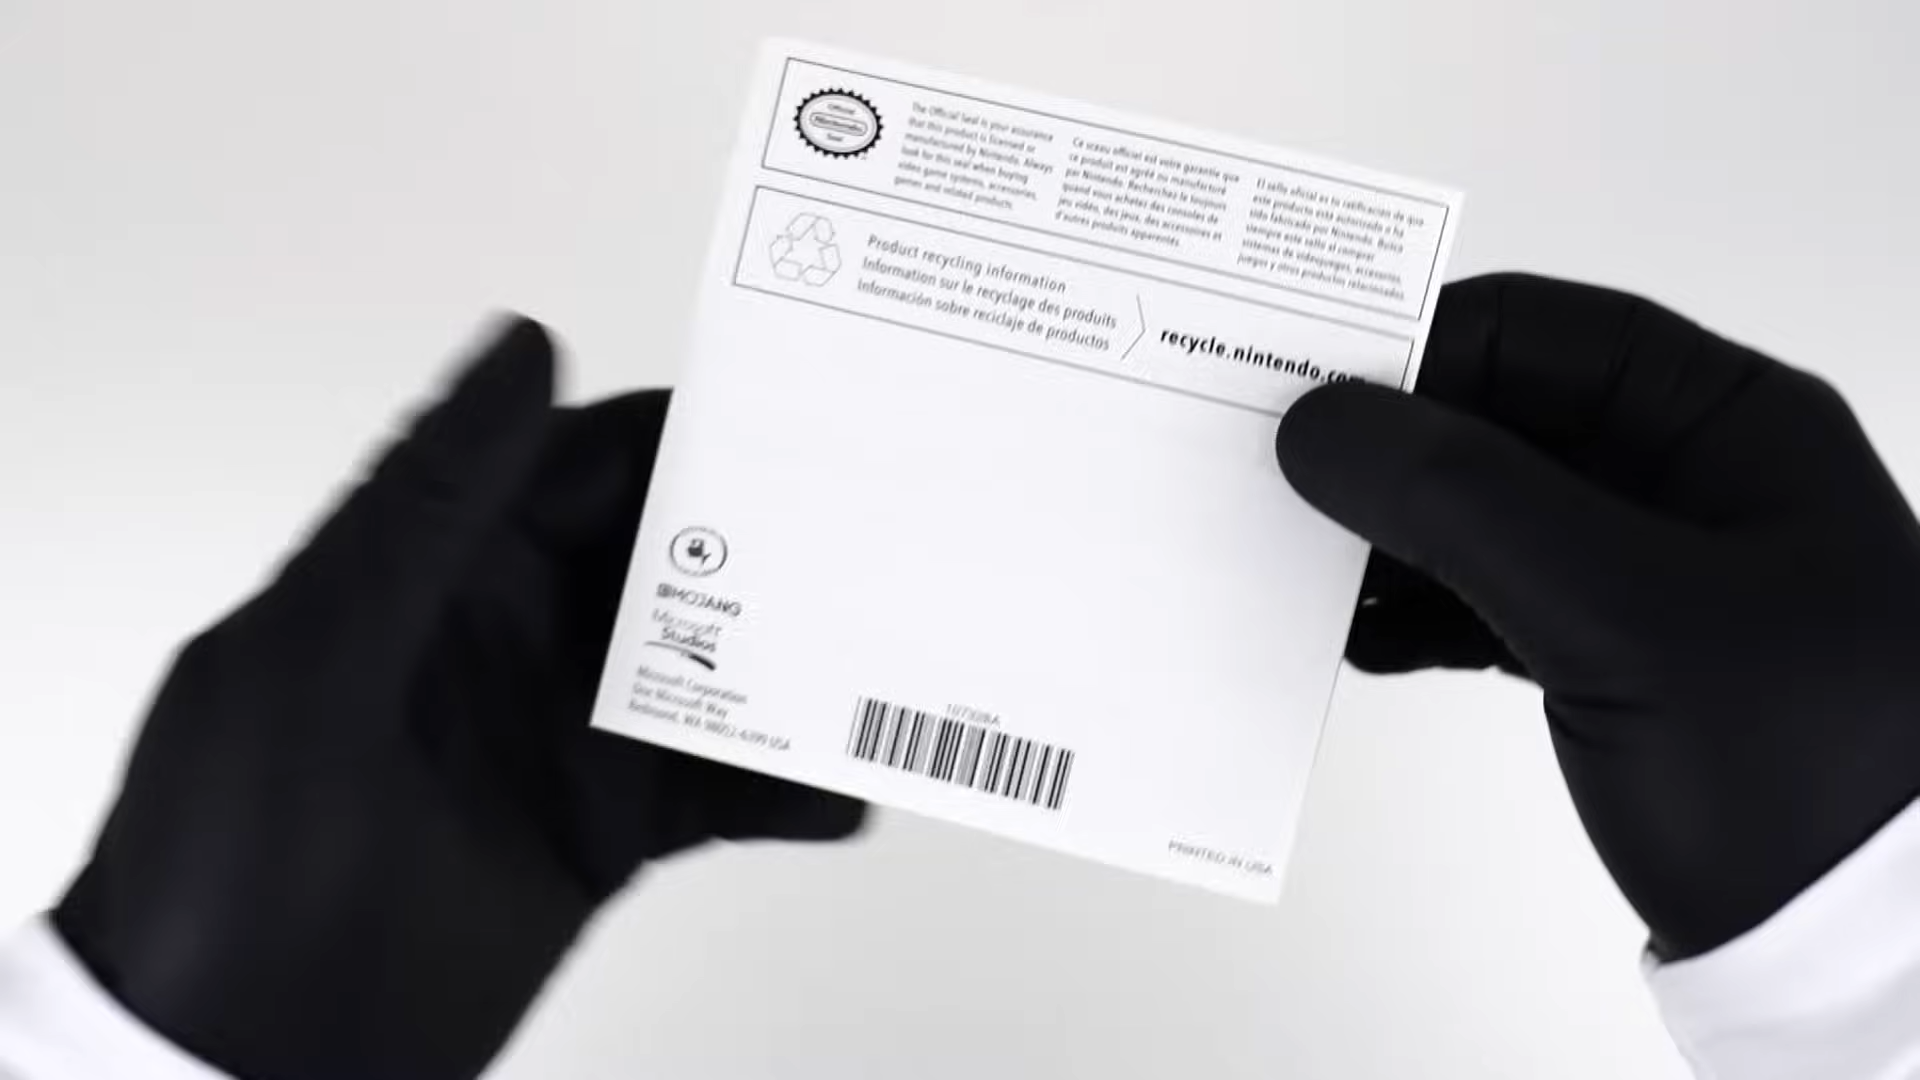 Official
Nintendo
Seal
The Official Seal is your assurance
that this product is licensed or
manufactured by Nintendo. Always
look for this seal when buying
video game systems, accessories,
games and related products.
Ce sceau officiel est votre garantie que
ce produit est agréé ou manufacturé
par Nintendo. Recherchez-le toujours
quand vous achetez des consoles de
jeu vidéo, des jeux, des accessoires et
d'autres produits apparentés.
El sello oficial es tu ratificación de que
este producto está autorizado o ha
sido fabricado por Nintendo. Busca
siempre este sello al comprar
sistemas de videojuegos, accesorios,
juegos y otros productos relacionados.
Product recycling information
Information sur le recyclage des produits
Información sobre reciclaje de productos
recycle.nintendo.com
MOJANG
Microsoft
Studios
Microsoft Corporation
One Microsoft Way
Redmond, WA 98052-6399 USA
PRINTED IN USA